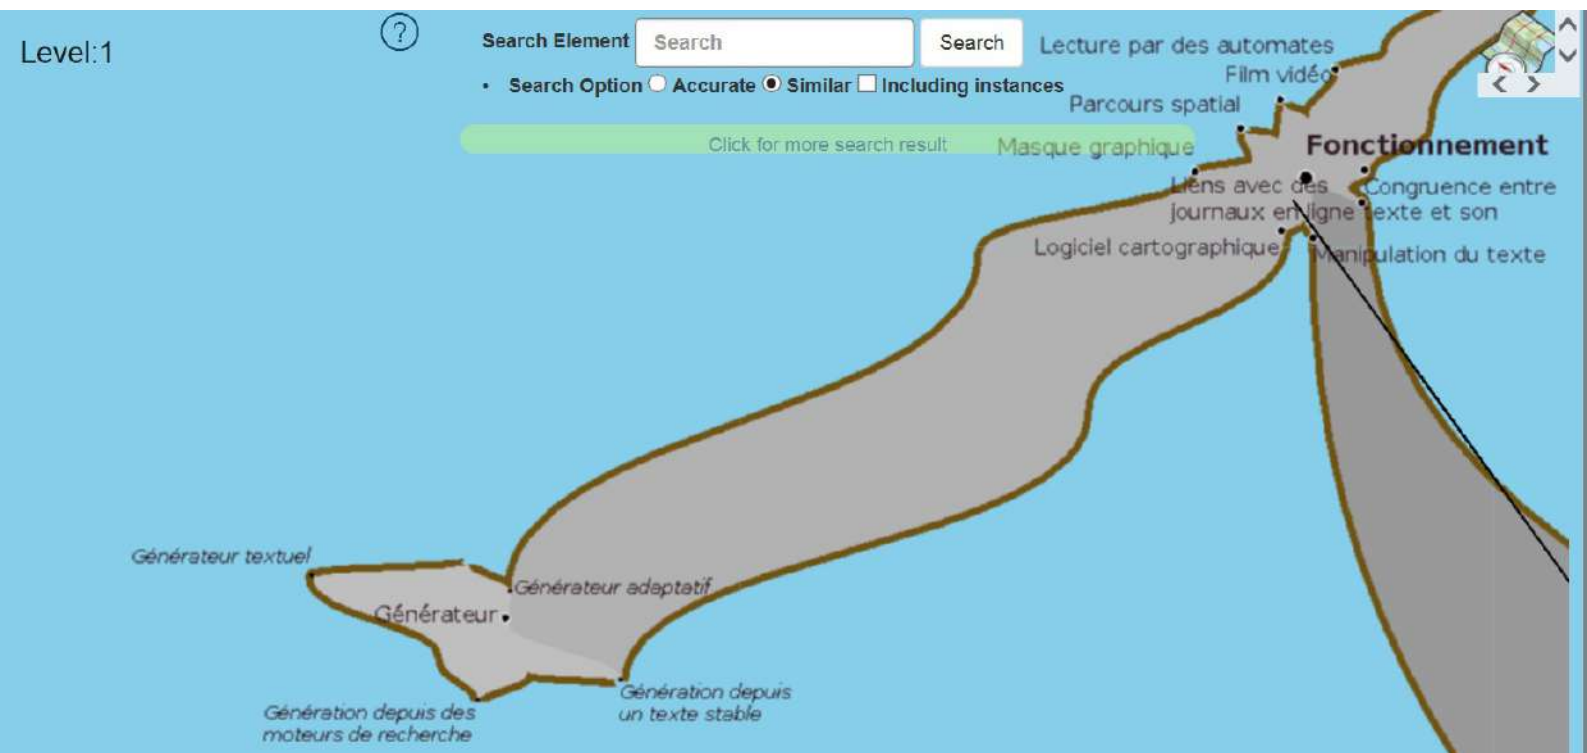 Level:1
?
Search Element Search Search
• Search Option Accurate Similar Including instances
Click for more search result
Lecture par des automates
Film vidéo
Parcours spatial
Masque graphique
Fonctionnement
Liens avec des
journaux en ligne
Congruence entre
texte et son
Logiciel cartographique
Manipulation du texte
Générateur textuel
Générateur adaptatif
Générateur
Génération depuis
un texte stable
Génération depuis des
moteurs de recherche